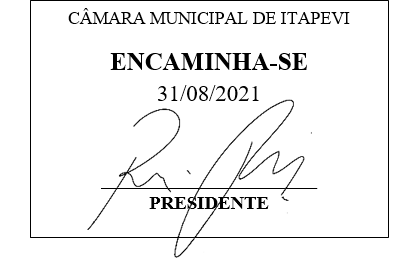 CÂMARA MUNICIPAL DE ITAPEVI
ENCAMINHA-SE
31/08/2021
PRESIDENTE